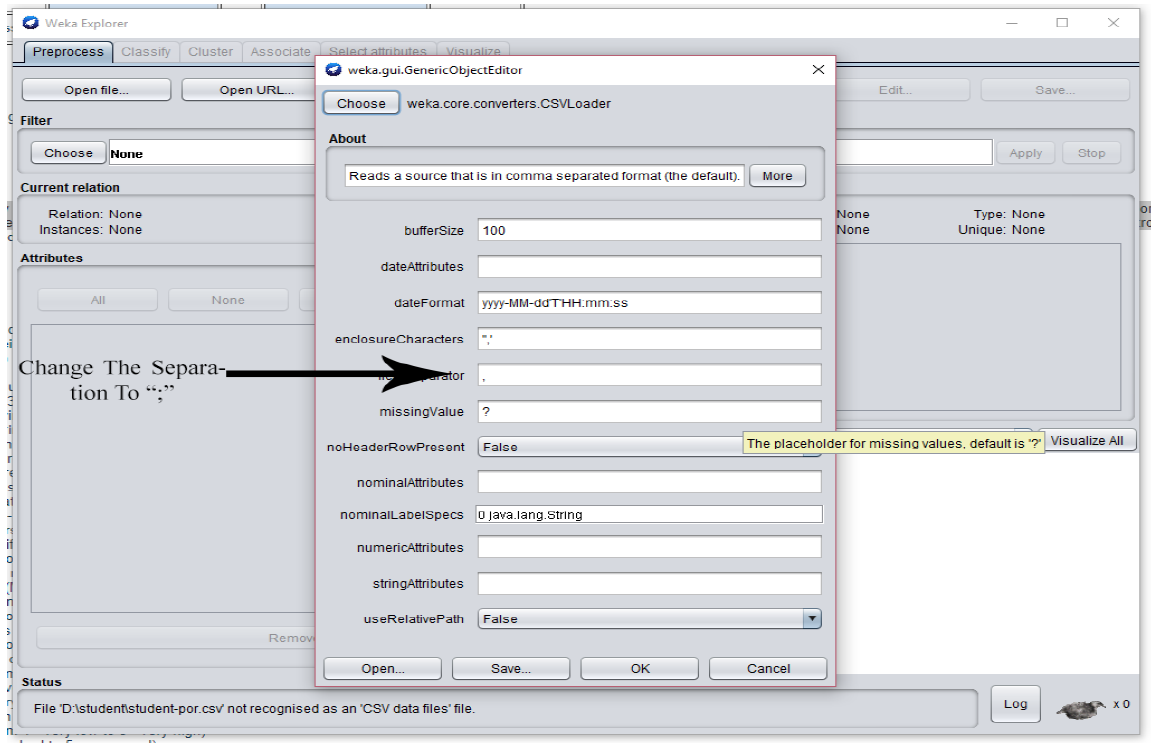 Weka Explorer
Preprocess Classify Cluster Associate Select attributes Visualize
Open file... Open URL... Edit... Save...
Filter
Choose None Apply Stop
Current relation
Relation: None
Instances: None
None Type: None
None Unique: None
Attributes
All None
Change The Separa-
tion To “;”
Remov
Visualize All
Status
File 'D:\student\student-por.csv' not recognised as an 'CSV data files' file.
Log x 0
weka.gui.GenericObjectEditor
Choose weka.core.converters.CSVLoader
About
Reads a source that is in comma separated format (the default). More
bufferSize 100
dateAttributes
dateFormat yyyy-MM-dd'T'HH:mm:ss
enclosureCharacters ",'
,
missingValue ?
The placeholder for missing values, default is '?'
noHeaderRowPresent False
nominalAttributes
nominalLabelSpecs 0 java.lang.String
numericAttributes
stringAttributes
useRelativePath False
Open... Save... OK Cancel